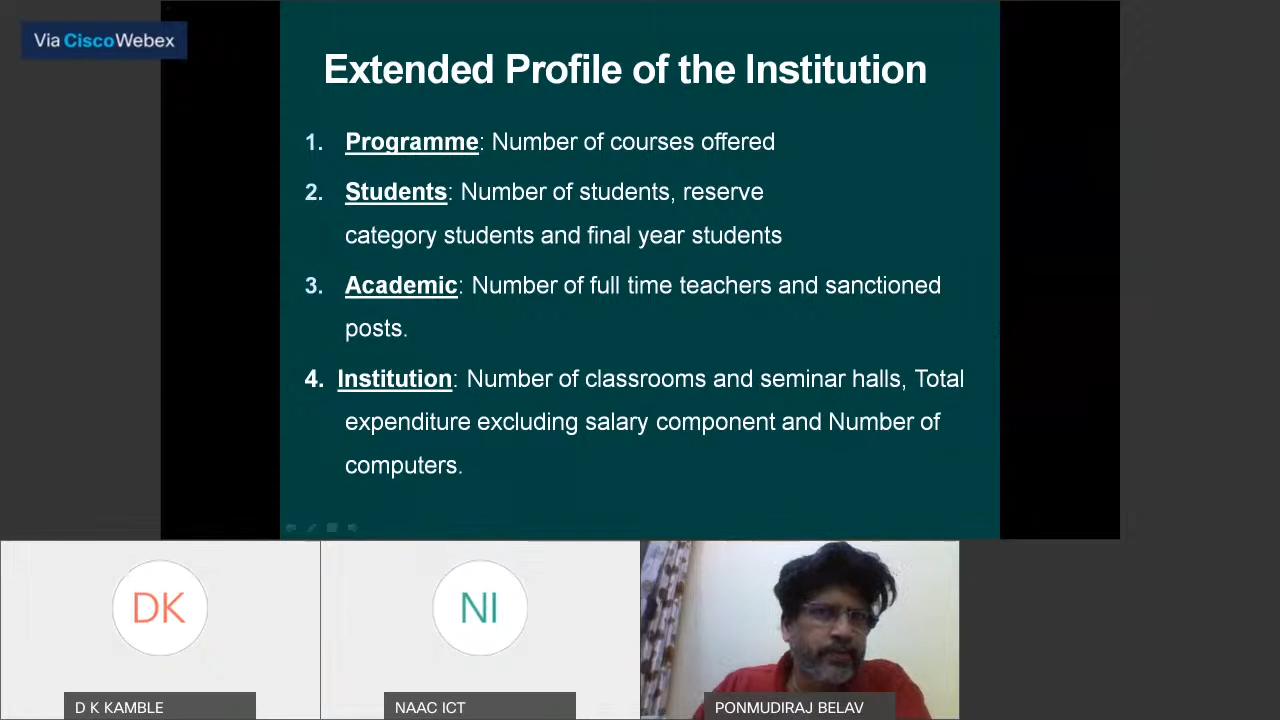 Via CiscoWebex
Extended Profile of the Institution
1. Programme: Number of courses offered
2. Students: Number of students, reserve
category students and final year students
3. Academic: Number of full time teachers and sanctioned
posts.
4. Institution: Number of classrooms and seminar halls, Total
expenditure excluding salary component and Number of
computers.
DK
NI
D K KAMBLE
NAAC ICT
PONMUDIRAJ BELAV